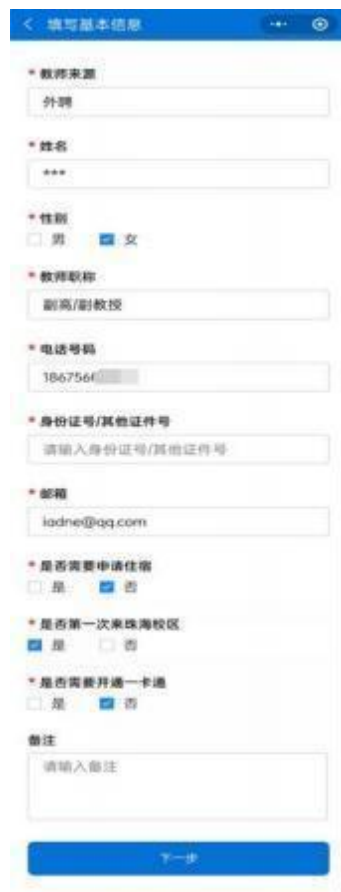 填写基本信息
* 教师来源
外聘
* 姓名
***
* 性别
男 女
* 教师职称
副高/副教授
* 电话号码
186756
* 身份证号/其他证件号
请输入身份证号/其他证件号
* 邮箱
iadne@qq.com
* 是否需要申请住宿
是 否
* 是否第一次来珠海校区
是 否
* 是否需要开通一卡通
是 否
备注
请输入备注
下一步